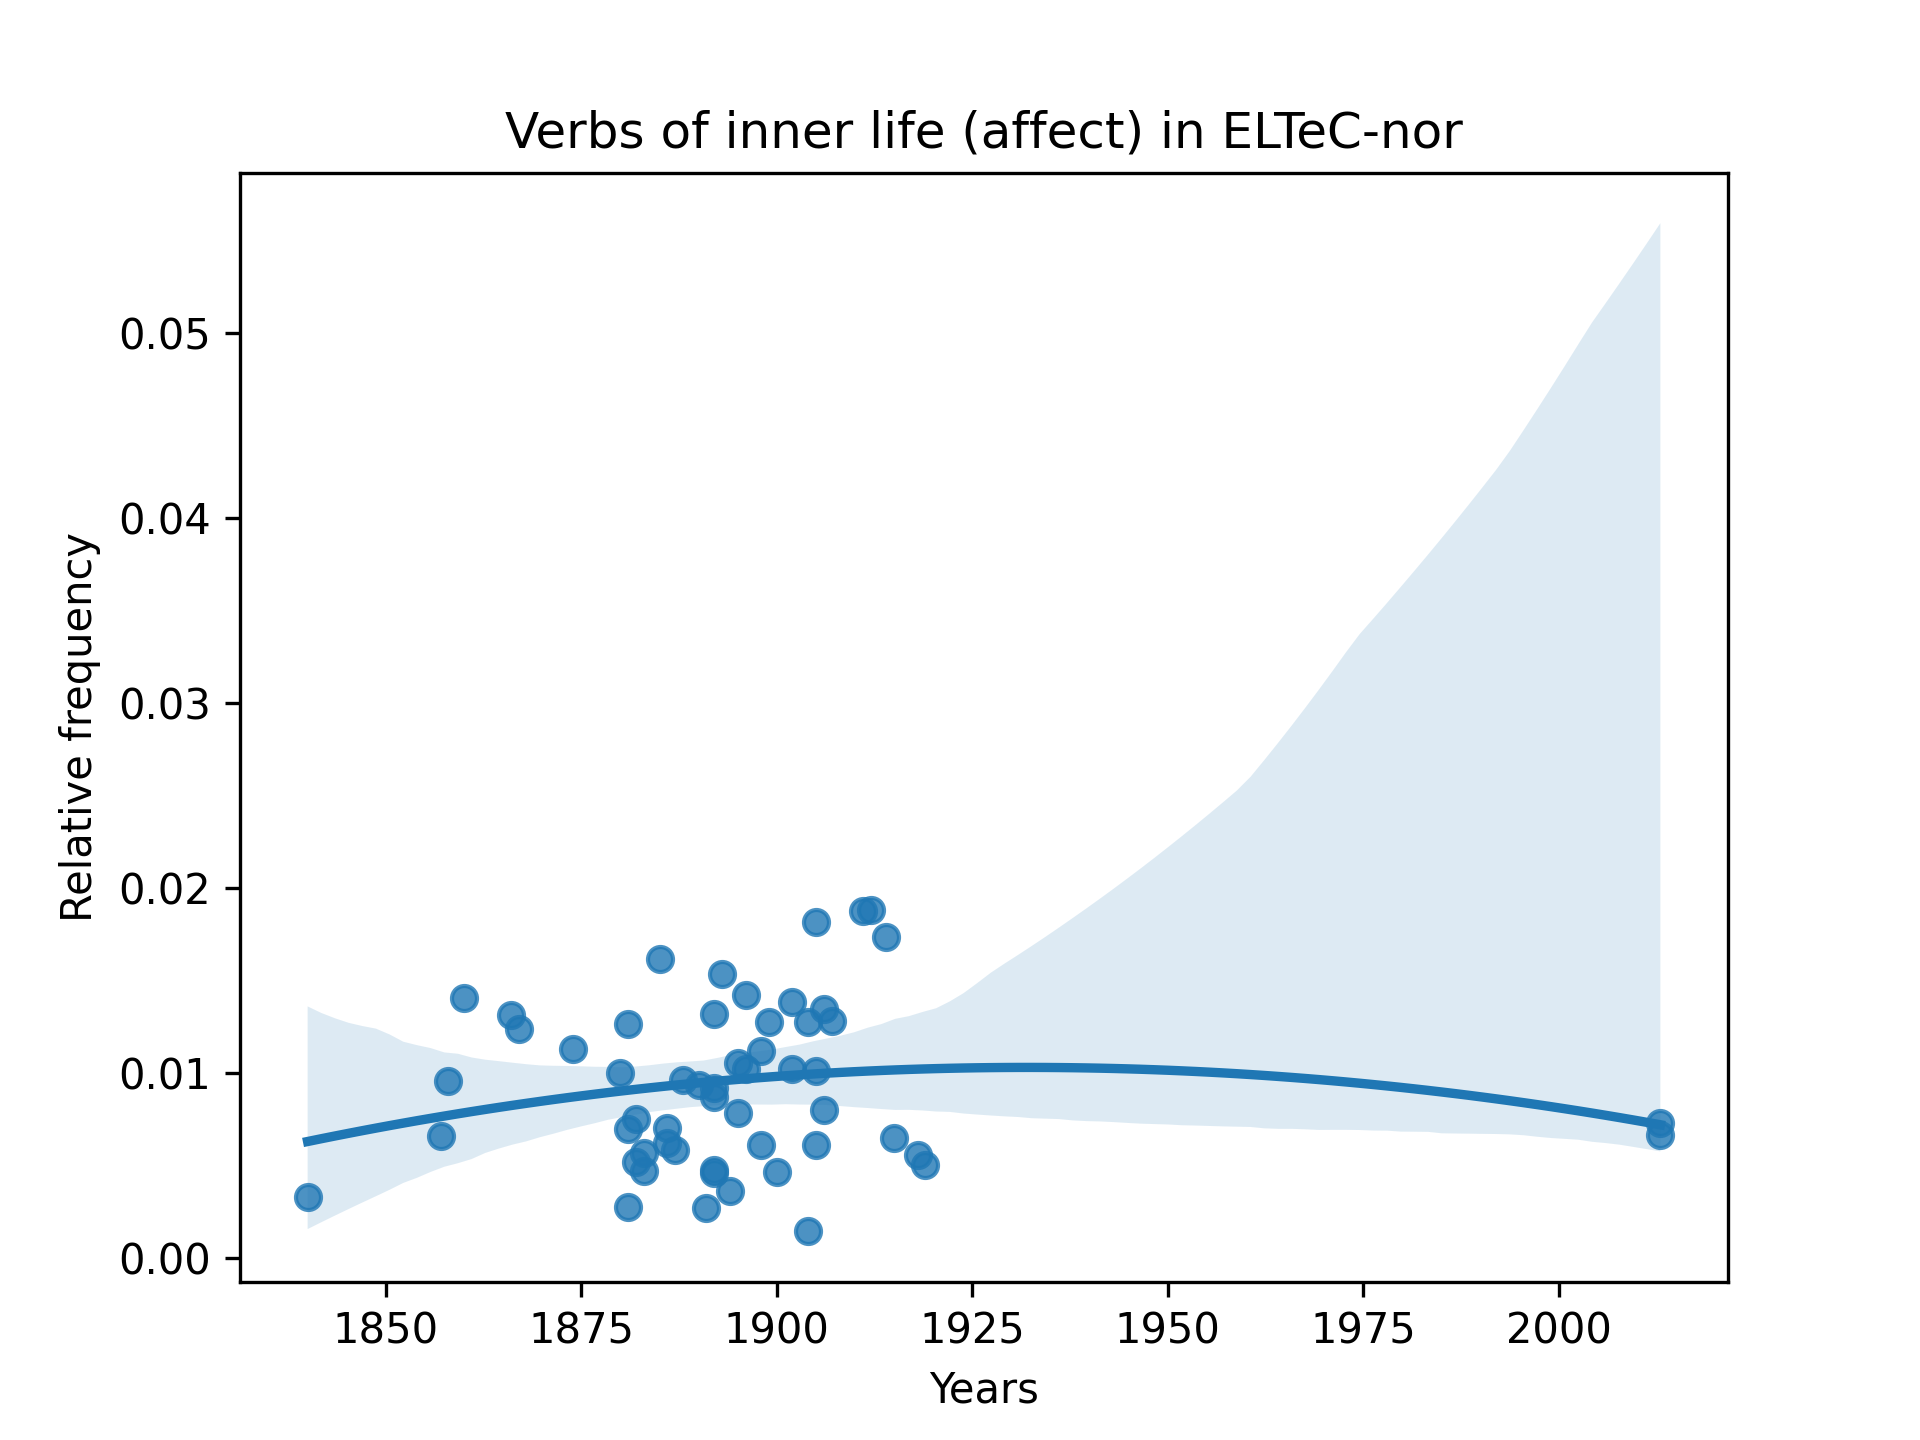 Verbs of inner life (affect) in ELTeC-nor
Relative frequency
0.05
0.04
0.03
0.02
0.01
0.00
1850 1875 1900 1925 1950 1975 2000
Years